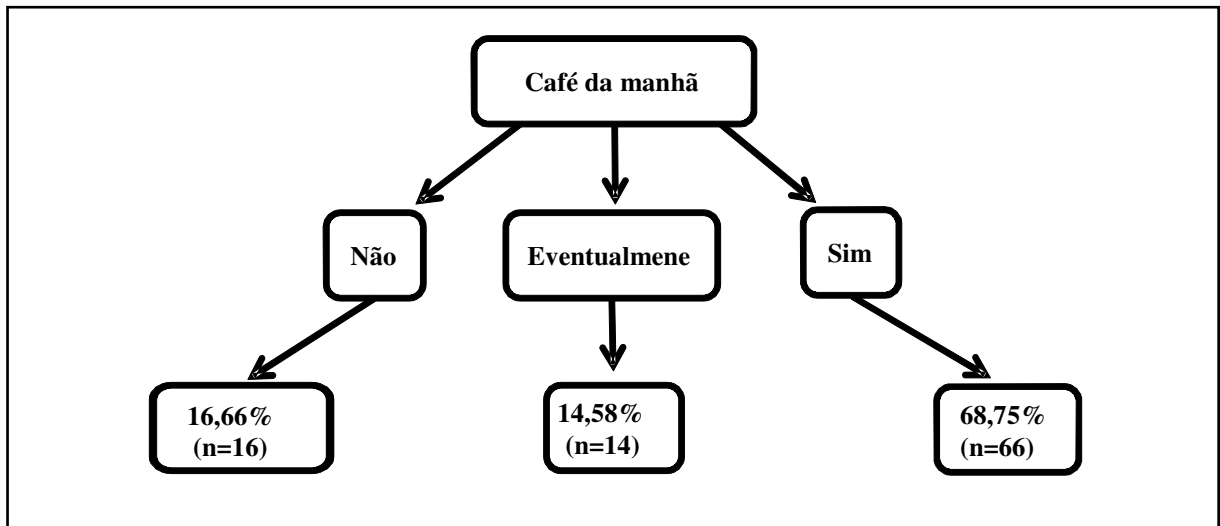 Café da manhã
Não
Eventualmene
Sim
16,66%
(n=16)
14,58%
(n=14)
68,75%
(n=66)